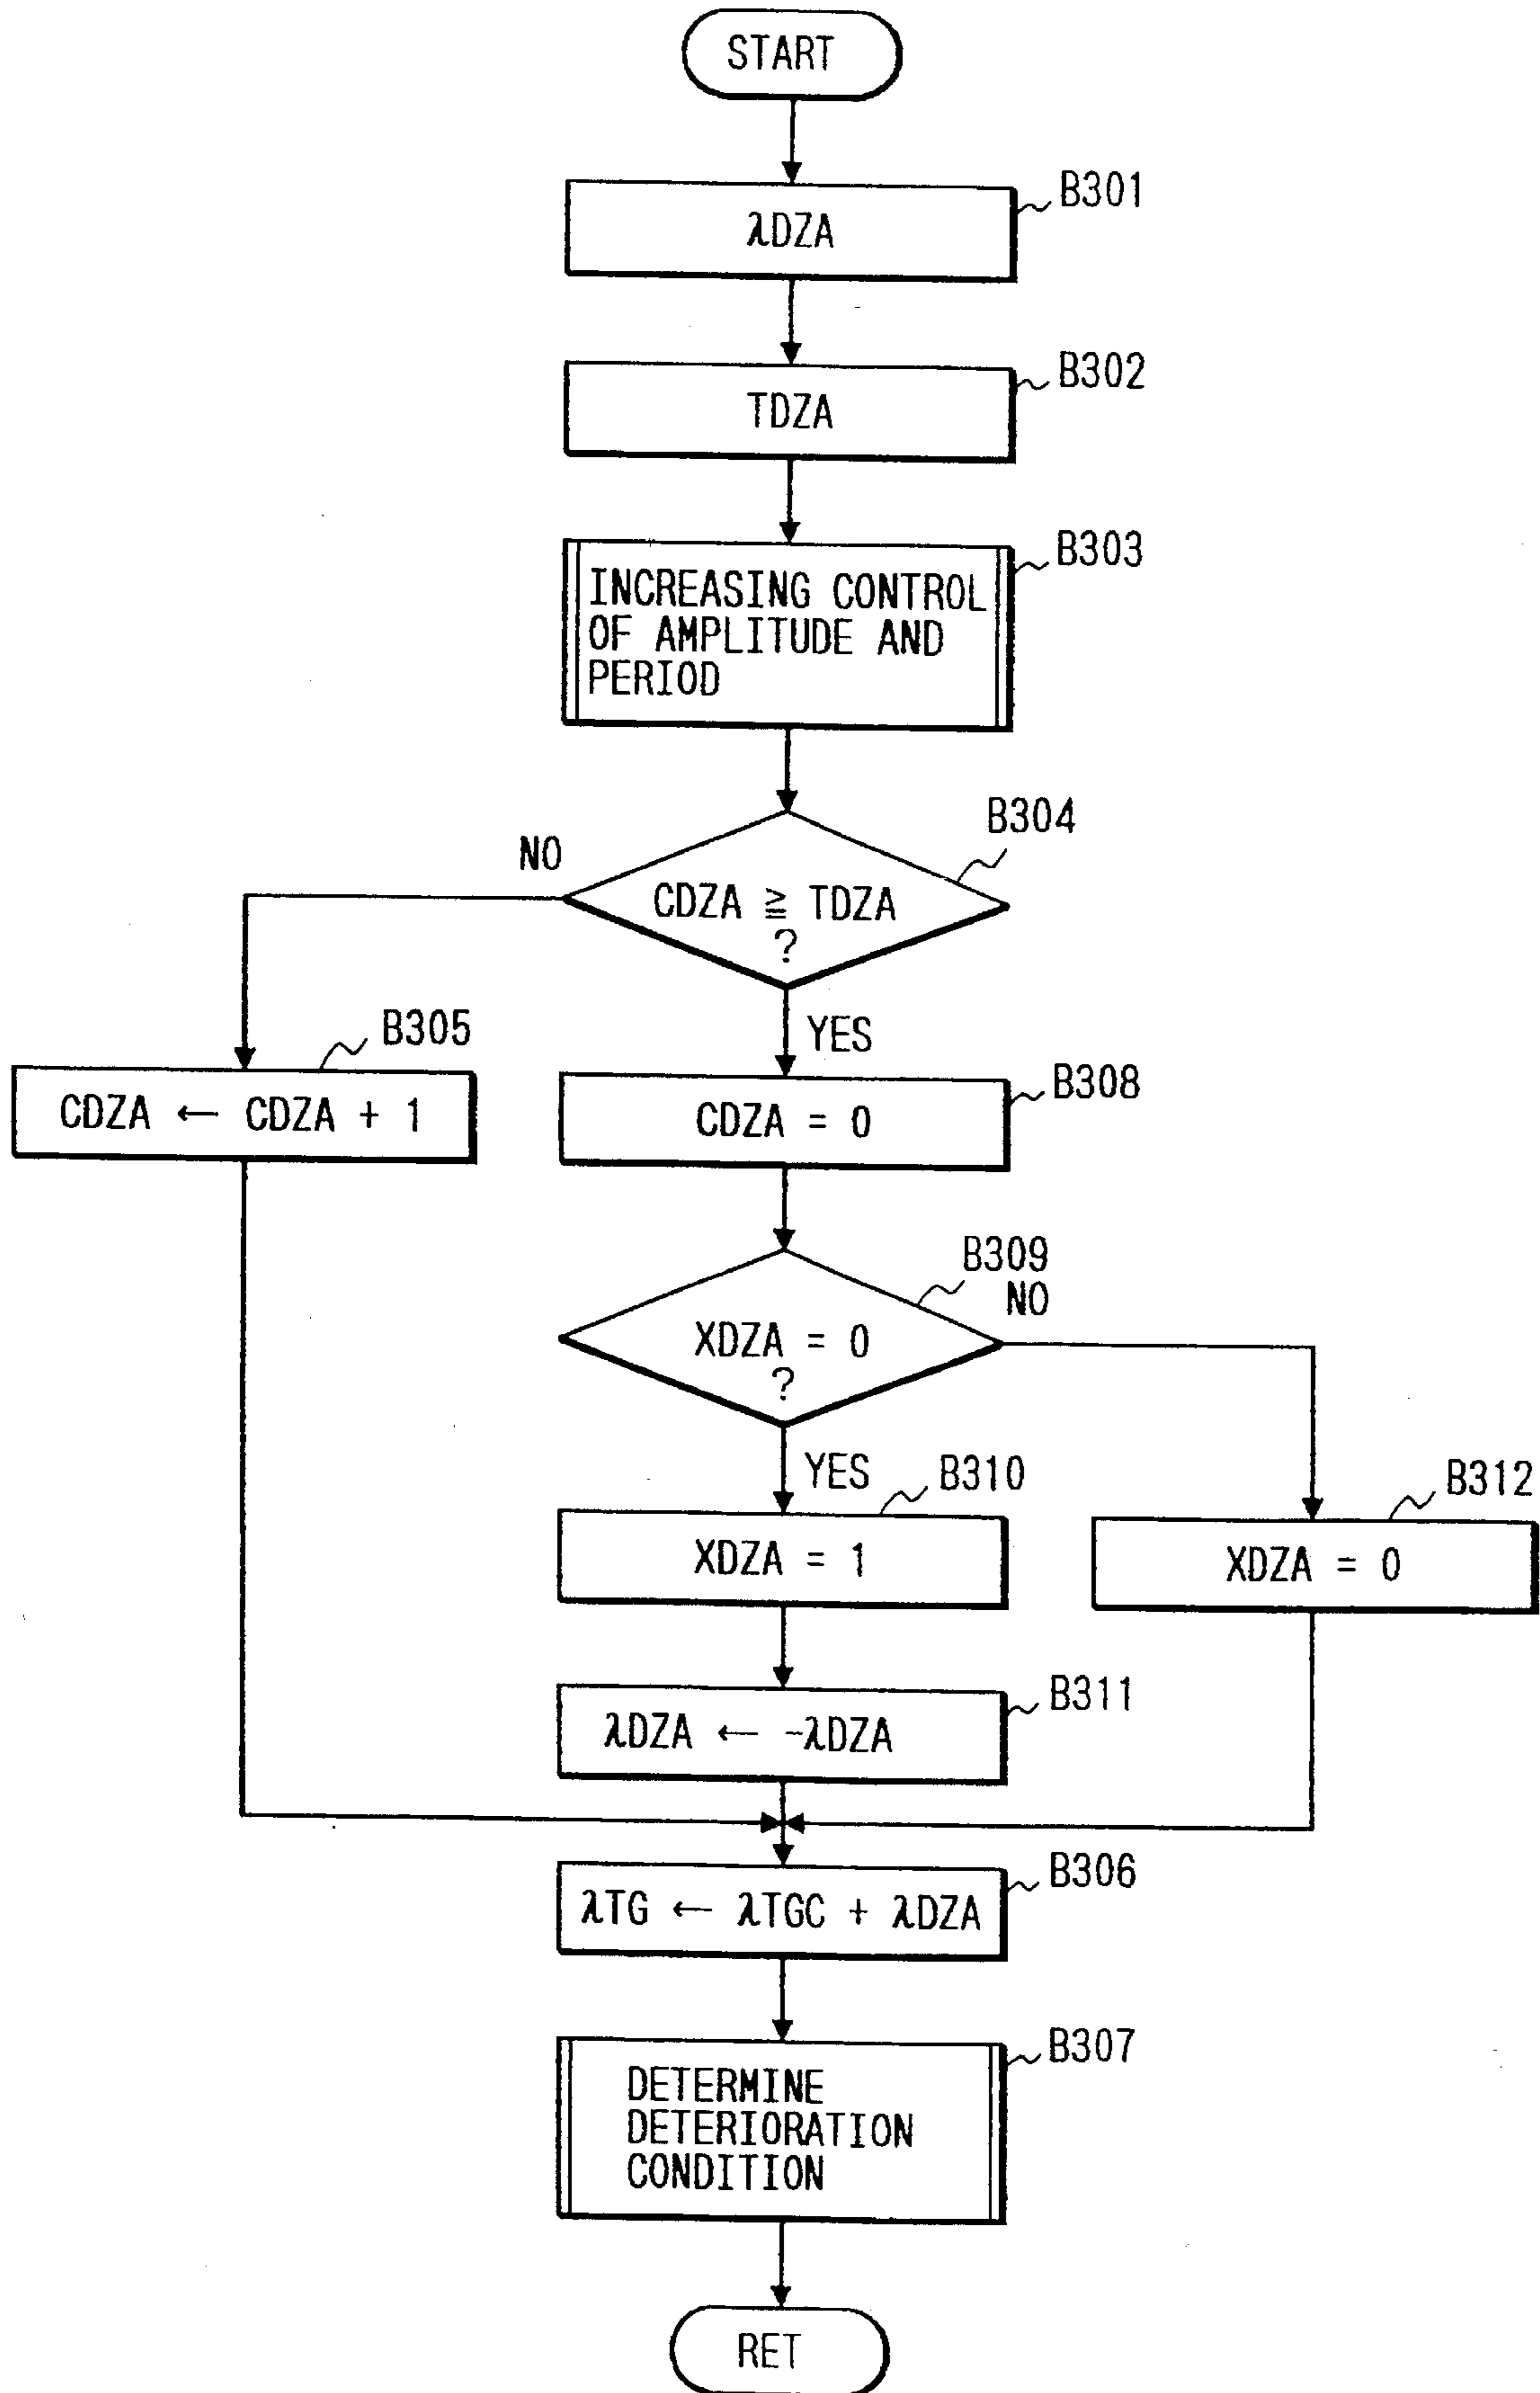 START
B301
λDZA
B302
TDZA
B303
INCREASING CONTROL
OF AMPLITUDE AND
PERIOD
B304
NO
CDZA ≧ TDZA
?
YES
B305
CDZA ← CDZA + 1
B308
CDZA = 0
B309
NO
XDZA = 0
?
YES
B310
XDZA = 1
B312
XDZA = 0
B311
λDZA ← -λDZA
B306
λTG ← λTGC + λDZA
B307
DETERMINE
DETERIORATION
CONDITION
RET